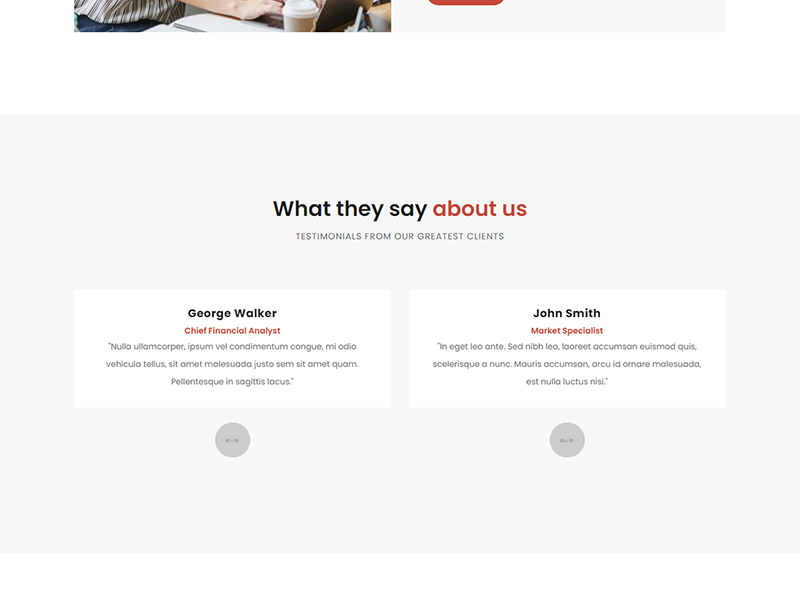 What they say about us
TESTIMONIALS FROM OUR GREATEST CLIENTS
George Walker
Chief Financial Analyst
"Nulla ullamcorper, ipsum vel condimentum congue, mi odio
vehicula tellus, sit amet malesuada justo sem sit amet quam.
Pellentesque in sagittis lacus."
John Smith
Market Specialist
"In eget leo ante. Sed nibh leo, laoreet accumsan euismod quis,
scelerisque a nunc. Mauris accumsan, arcu id ornare malesuada,
est nulla luctus nisi."